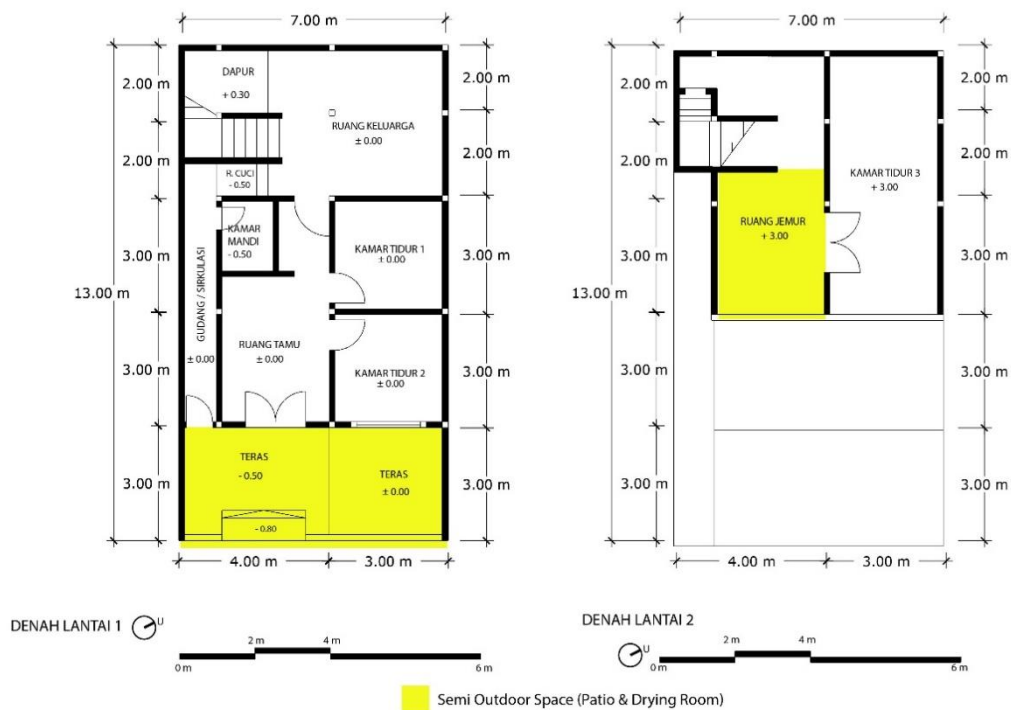 7.00 m
2.00 m
2.00 m
3.00 m
13.00 m
3.00 m
3.00 m
DAPUR
+ 0.30
RUANG KELUARGA
± 0.00
R. CUCI
- 0.50
KAMAR
MANDI
- 0.50
KAMAR TIDUR 1
± 0.00
GUDANG / SIRKULASI
± 0.00
RUANG TAMU
± 0.00
KAMAR TIDUR 2
± 0.00
TERAS
- 0.50
TERAS
± 0.00
- 0.80
2.00 m
2.00 m
3.00 m
3.00 m
3.00 m
4.00 m
3.00 m
DENAH LANTAI 1
U
2 m
4 m
0 m
6 m
7.00 m
2.00 m
2.00 m
3.00 m
13.00 m
3.00 m
3.00 m
KAMAR TIDUR 3
+ 3.00
RUANG JEMUR
+ 3.00
2.00 m
2.00 m
3.00 m
3.00 m
3.00 m
4.00 m
3.00 m
DENAH LANTAI 2
U
2 m
4 m
0 m
6 m
Semi Outdoor Space (Patio & Drying Room)